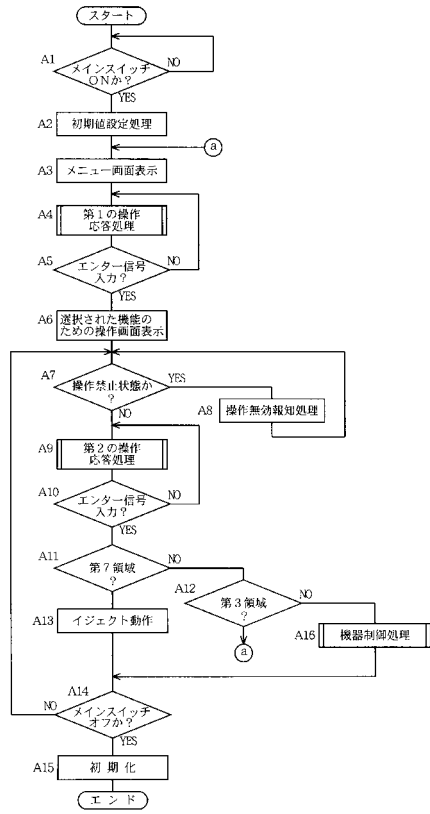 スタート
A1
メインスイッチ
ONか？
NO
YES
A2
初期値設定処理
a
A3
メニュー画面表示
A4
第1の操作
応答処理
A5
エンター信号
入力？
NO
YES
A6
選択された機能の
ための操作画面表示
A7
操作禁止状態か
？
YES
NO
A8
操作無効報知処理
A9
第2の操作
応答処理
A10
エンター信号
入力？
NO
YES
A11
第7領域
？
NO
YES
A12
第3領域
？
NO
A13
イジェクト動作
a
A16
機器制御処理
A14
メインスイッチ
オフか？
NO
YES
A15
初期化
エンド